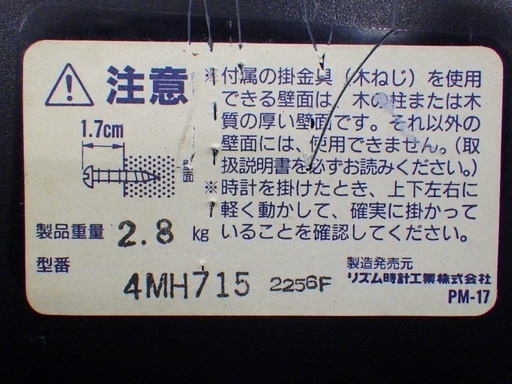 注意
1.7cm
壁面
製品重量 2.8 kg
型番
4MH715 2256F
※付属の掛金具（木ねじ）を使用
できる壁面は、木の柱または木
質の厚い壁面です。それ以外の
壁面には、使用できません。（取
扱説明書を必ずお読みください。）
※時計を掛けたとき、上下左右に
軽く動かして、確実に掛かって
いることを確認してください。
製造発売元
リズム時計工業株式会社
PM-17